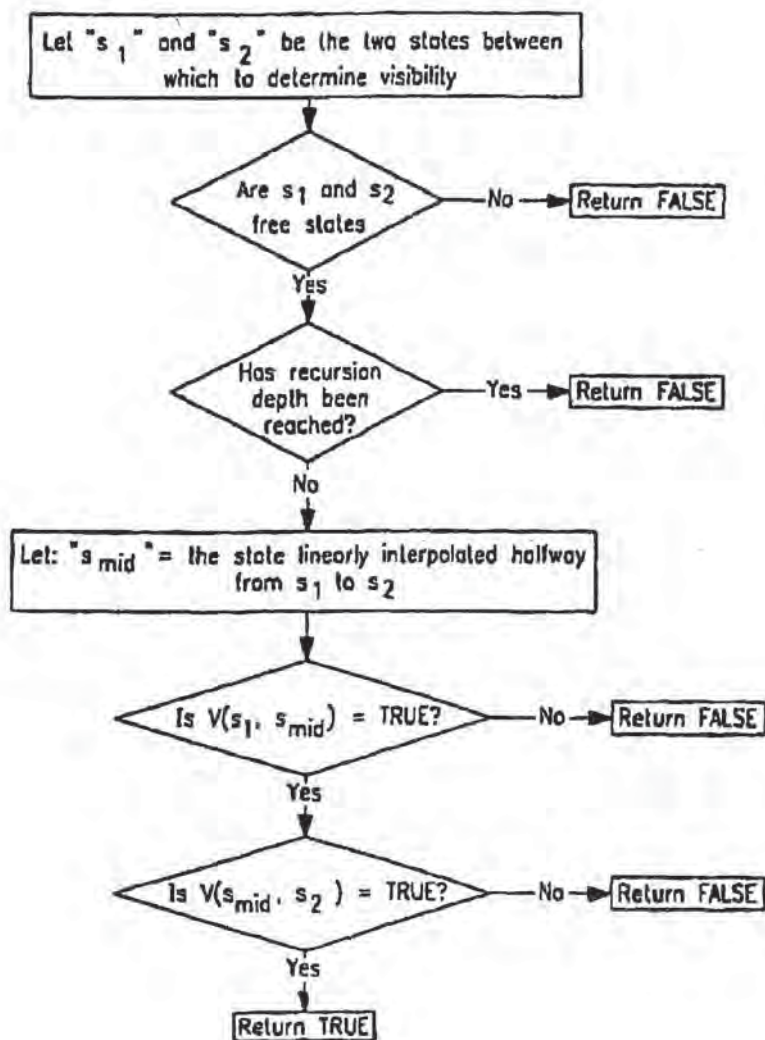 Let "s1" and "s2" be the two states between
which to determine visibility
Are s1 and s2
free states
No
Return FALSE
Yes
Has recursion
depth been
reached?
Yes
Return FALSE
No
Let: "smid" = the state linearly interpolated halfway
from s1 to s2
Is V(s1, smid) = TRUE?
No
Return FALSE
Yes
Is V(smid, s2) = TRUE?
No
Return FALSE
Yes
Return TRUE